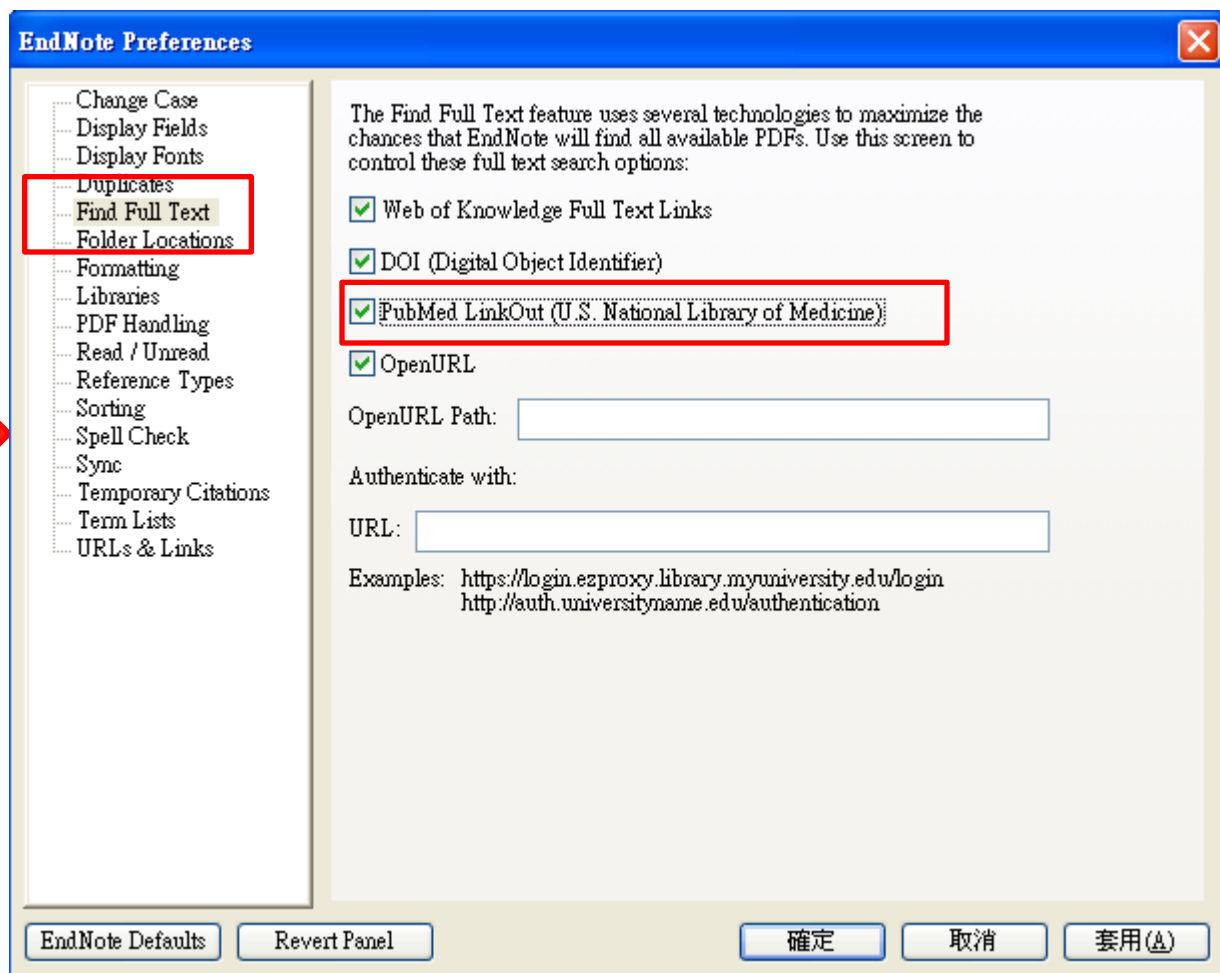 EndNote Preferences
Change Case
Display Fields
Display Fonts
Duplicates
Find Full Text
Folder Locations
Formatting
Libraries
PDF Handling
Read / Unread
Reference Types
Sorting
Spell Check
Sync
Temporary Citations
Term Lists
URLs & Links
The Find Full Text feature uses several technologies to maximize the
chances that EndNote will find all available PDFs. Use this screen to
control these full text search options:
Web of Knowledge Full Text Links
DOI (Digital Object Identifier)
PubMed LinkOut (U.S. National Library of Medicine)
OpenURL
OpenURL Path:
Authenticate with:
URL:
Examples: https://login.ezproxy.library.myuniversity.edu/login
http://auth.universityname.edu/authentication
EndNote Defaults
Revert Panel
確定
取消
套用(A)